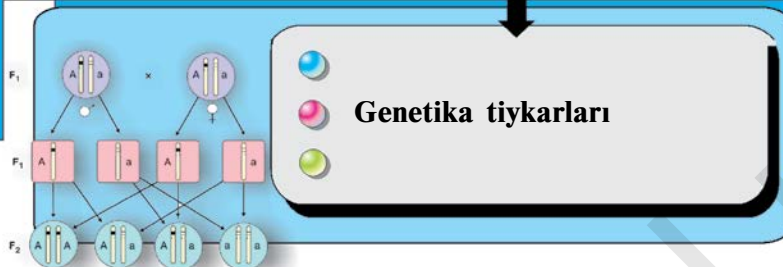 F₁ A a × A a
Genetika tiykarları
F₁ A a A a
F₂ A A A a A a a a